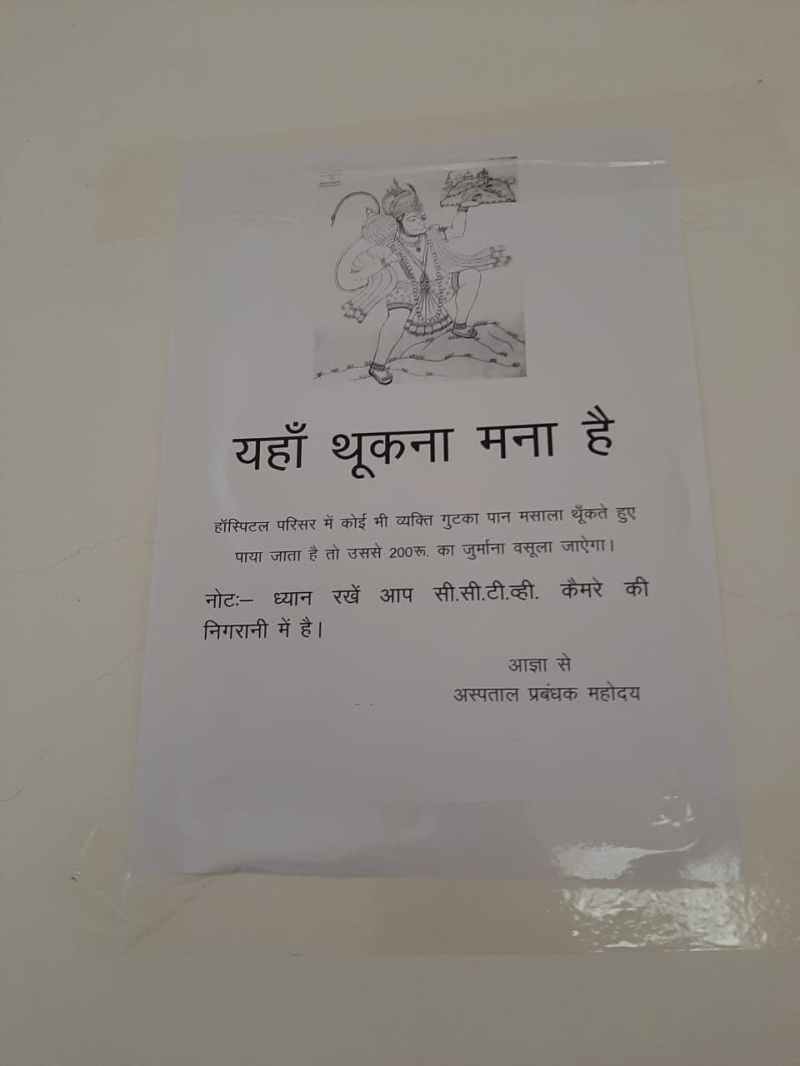 यहाँ थूकना मना है
हॉस्पिटल परिसर में कोई भी व्यक्ति गुटका पान मसाला थूँकते हुए
पाया जाता है तो उससे 200रू. का जुर्माना वसूला जाऐगा।
नोटः– ध्यान रखें आप सी.सी.टी.व्ही. कैमरे की
निगरानी में है।
आज्ञा से
अस्पताल प्रबंधक महोदय